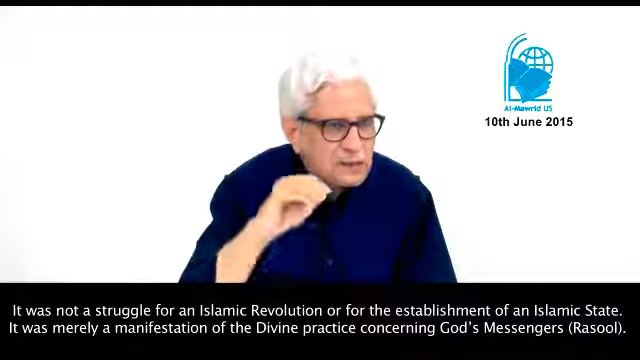 Al-Mawrid US
10th June 2015
It was not a struggle for an Islamic Revolution or for the establishment of an Islamic State.
It was merely a manifestation of the Divine practice concerning God's Messengers (Rasool).